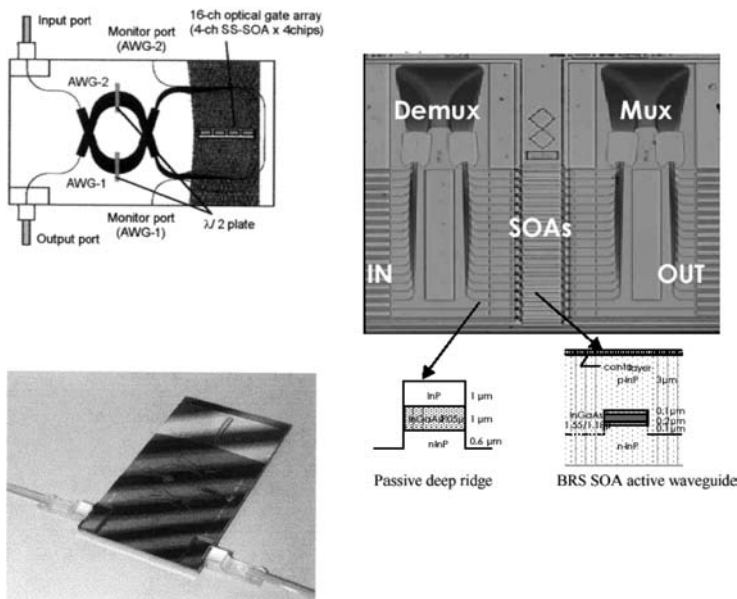 16-ch optical gate array
(4-ch SS-SOA x 4chips)
Input port
Monitor port
(AWG-2)
AWG-2
AWG-1
Monitor port
(AWG-1)
λ/ 2 plate
Output port
Demux
Mux
SOAs
IN
OUT
InP
1 µm
1 µm
n-InP
0.6 µm
Passive deep ridge
layer
p-InP
3µm
InGaAs
0.1µm
0.2µm
0.1µm
n-InP
BRS SOA active waveguide